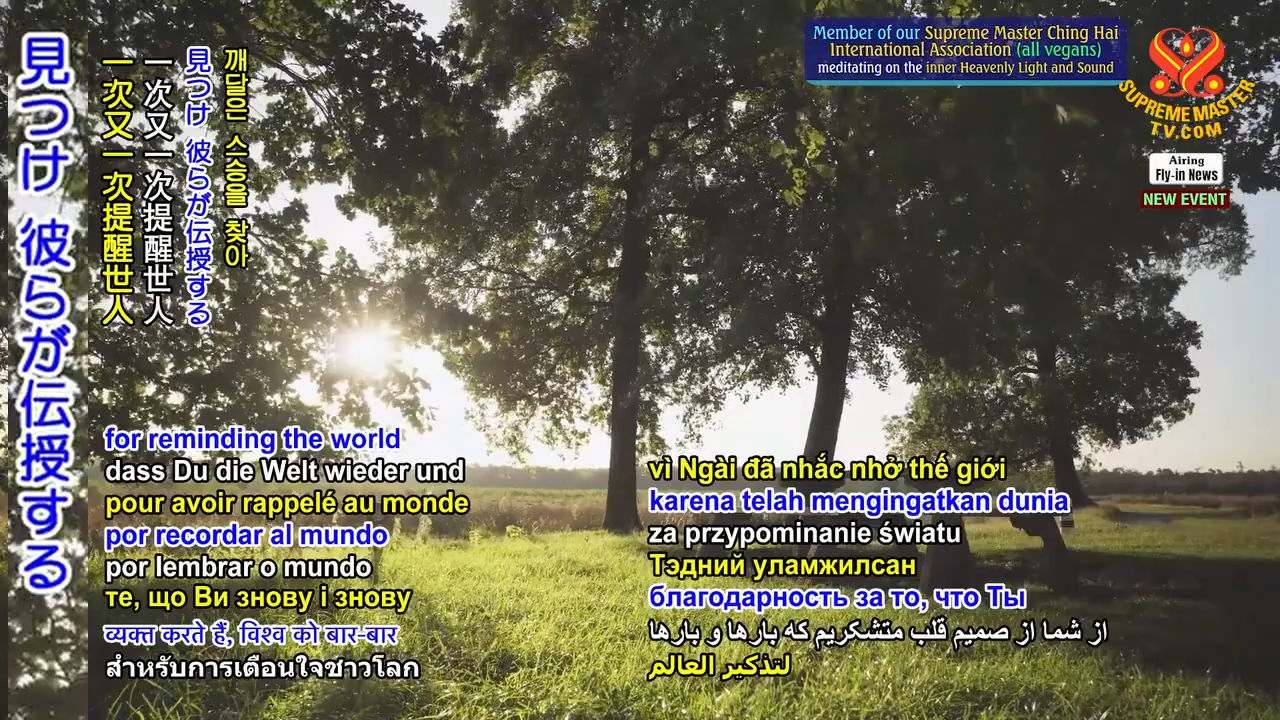 見つけ 彼らが伝授する
一次又一次提醒世人
一次又一次提醒世人
見つけ 彼らが伝授する
깨달은 스승을 찾아
Member of our Supreme Master Ching Hai
International Association (all vegans)
meditating on the inner Heavenly Light and Sound
SUPREME MASTER
TV.COM
Airing
Fly-in News
NEW EVENT
for reminding the world
dass Du die Welt wieder und
pour avoir rappelé au monde
por recordar al mundo
por lembrar o mundo
те, що Ви знову і знову
व्यक्त करते हैं, विश्व को बार-बार
สำหรับการเตือนใจชาวโลก
vì Ngài đã nhắc nhở thế giới
karena telah mengingatkan dunia
za przypominanie światu
Тэдний уламжилсан
благодарность за то, что Ты
از شما از صمیم قلب متشکریم که بارها و بارها
لتذكير العالم